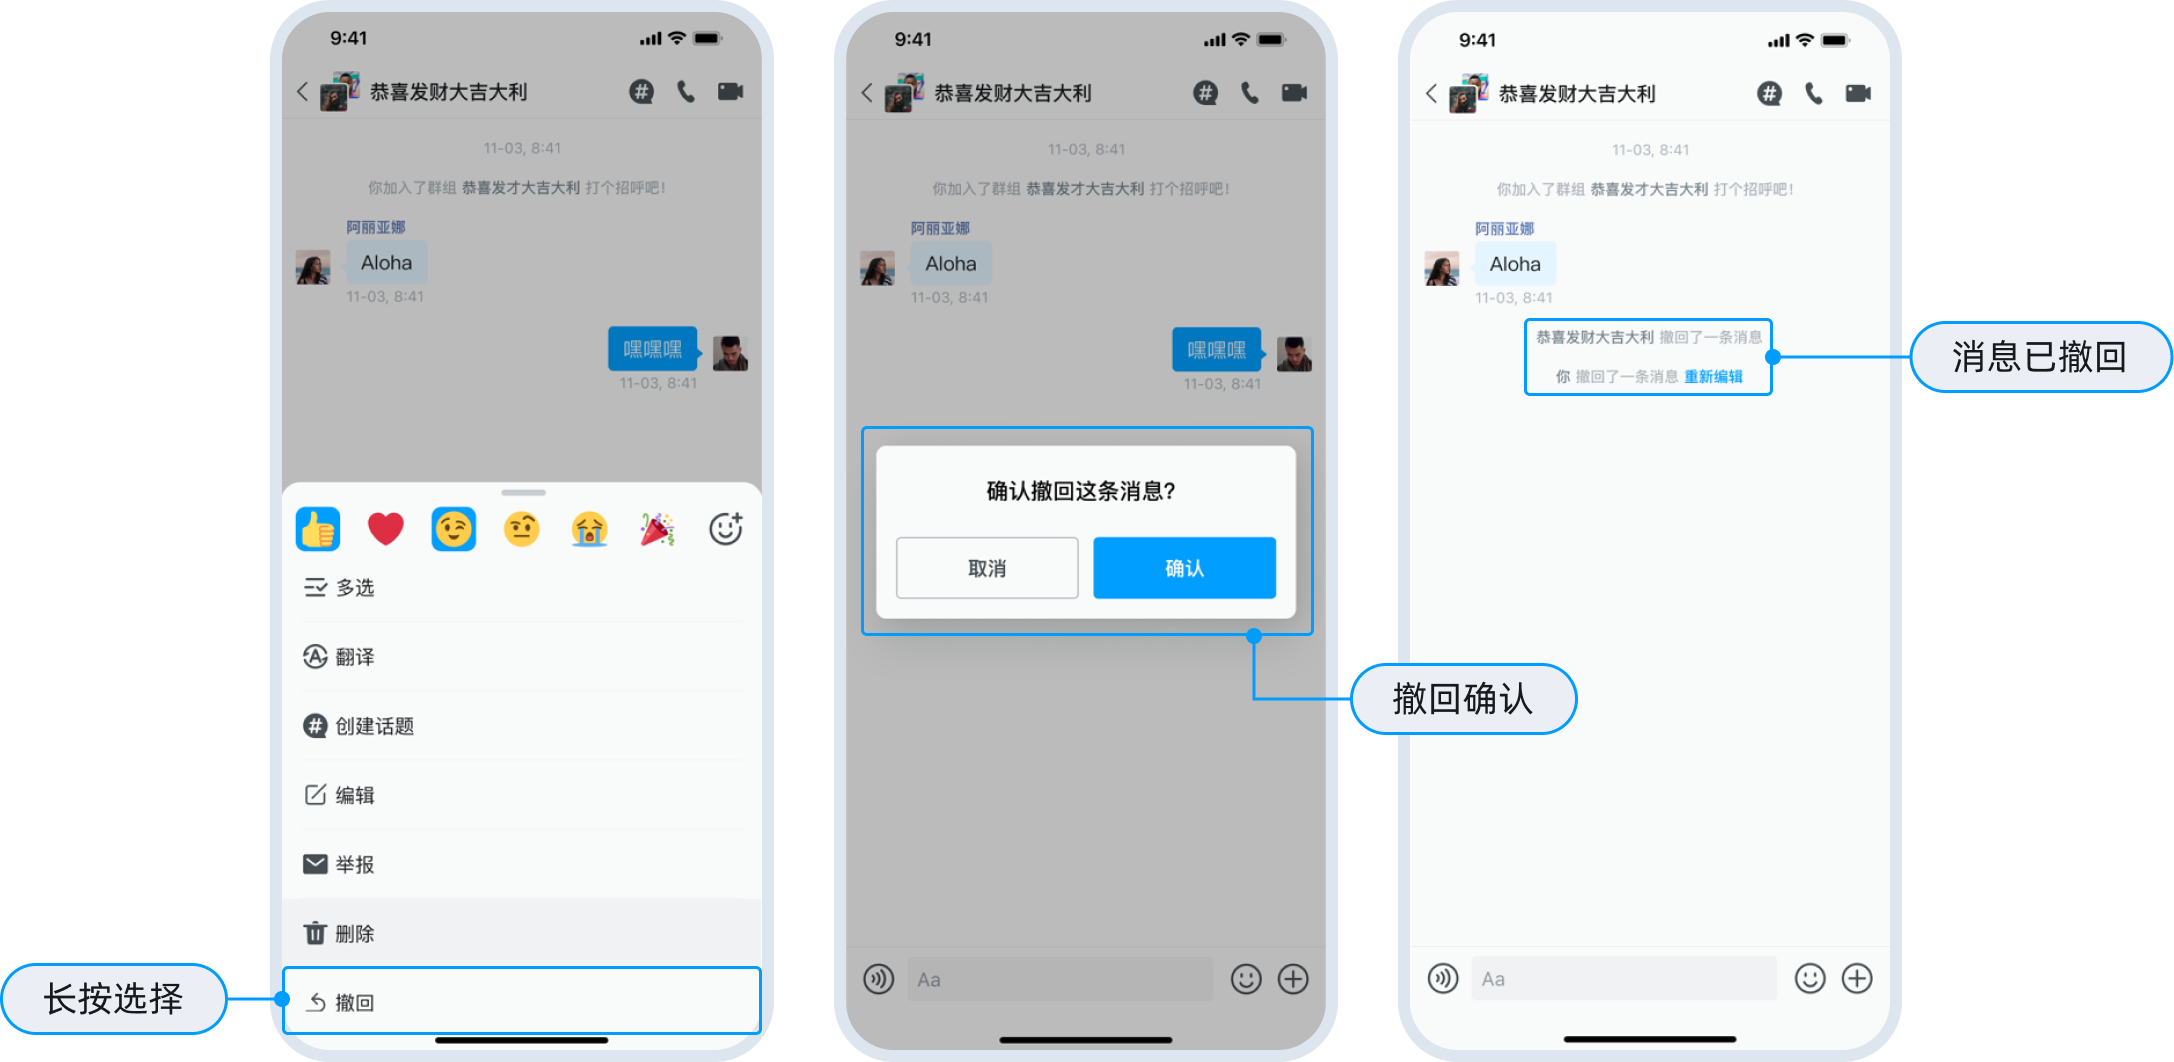 9:41
恭喜发财大吉大利
11-03, 8:41
你加入了群组 恭喜发才大吉大利 打个招呼吧!
阿丽亚娜
Aloha
11-03, 8:41
嘿嘿嘿
11-03, 8:41
多选
翻译
创建话题
编辑
举报
删除
撤回
长按选择
9:41
恭喜发财大吉大利
11-03, 8:41
你加入了群组 恭喜发才大吉大利 打个招呼吧!
阿丽亚娜
Aloha
11-03, 8:41
嘿嘿嘿
11-03, 8:41
确认撤回这条消息?
取消
确认
撤回确认
Aa
9:41
恭喜发财大吉大利
11-03, 8:41
你加入了群组 恭喜发才大吉大利 打个招呼吧!
阿丽亚娜
Aloha
11-03, 8:41
恭喜发财大吉大利 撤回了一条消息
你 撤回了一条消息 重新编辑
消息已撤回
Aa